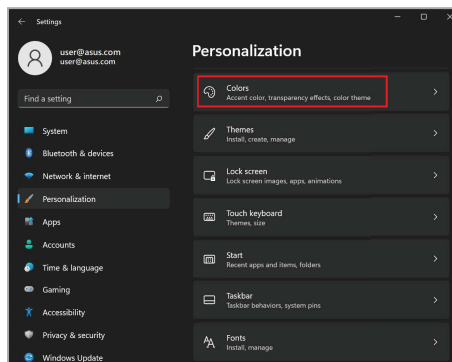 Settings
user@asus.com
user@asus.com
Find a setting
System
Bluetooth & devices
Network & internet
Personalization
Apps
Accounts
Time & language
Gaming
Accessibility
Privacy & security
Windows Update
Personalization
Colors
Accent color, transparency effects, color theme
Themes
Install, create, manage
Lock screen
Lock screen images, apps, animations
Touch keyboard
Themes, size
Start
Recent apps and items, folders
Taskbar
Taskbar behaviors, system pins
Fonts
Install, manage